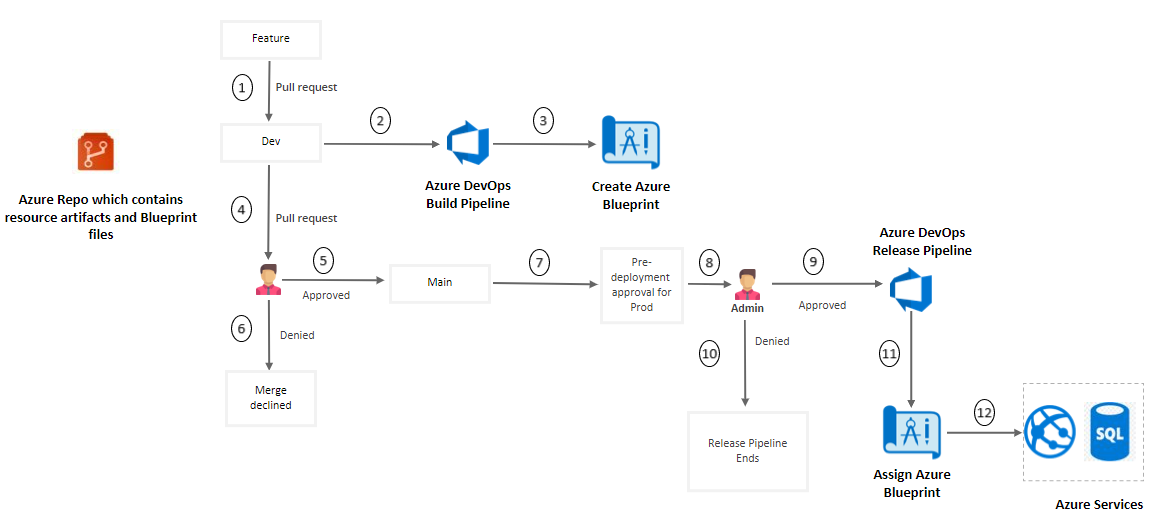 Feature
1
Pull request
Dev
2
3
Azure DevOps
Build Pipeline
Create Azure
Blueprint
Azure Repo which contains
resource artifacts and Blueprint
files
4
Pull request
5
Approved
Main
6
Denied
Merge
declined
7
Pre-
deployment
approval for
Prod
8
Admin
9
Approved
Azure DevOps
Release Pipeline
10
Denied
Release Pipeline
Ends
11
Assign Azure
Blueprint
12
SQL
Azure Services